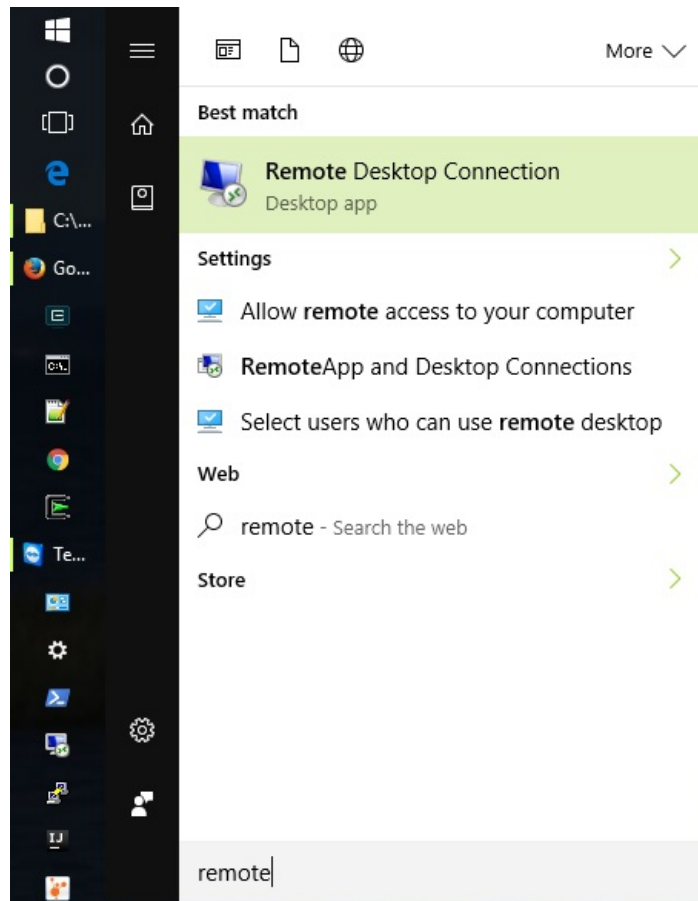 More
Best match
Remote Desktop Connection
Desktop app
C:\...
Settings
Go...
Allow remote access to your computer
RemoteApp and Desktop Connections
Select users who can use remote desktop
Web
remote - Search the web
Te...
Store
IJ
remote